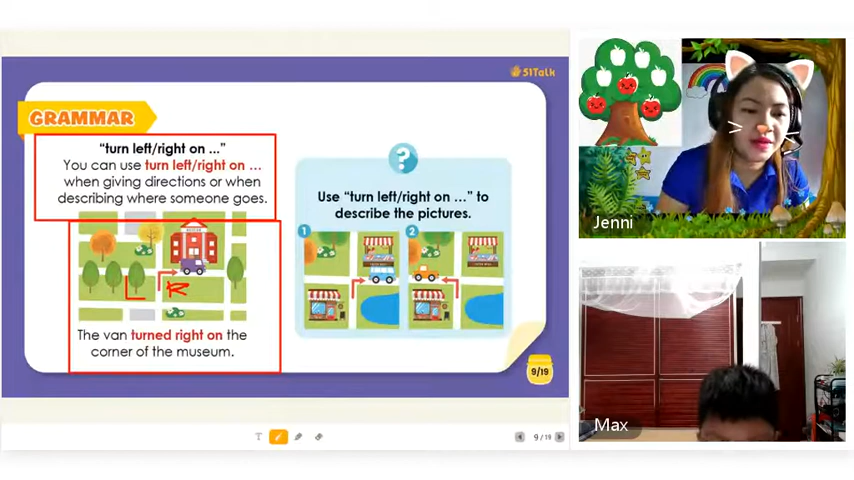 51Talk
GRAMMAR
"turn left/right on ..."
You can use turn left/right on ...
when giving directions or when
describing where someone goes.
L
R
The van turned right on the
corner of the museum.
?
Use "turn left/right on ..." to
describe the pictures.
1
2
9/19
T
9/19
Jenni
Max